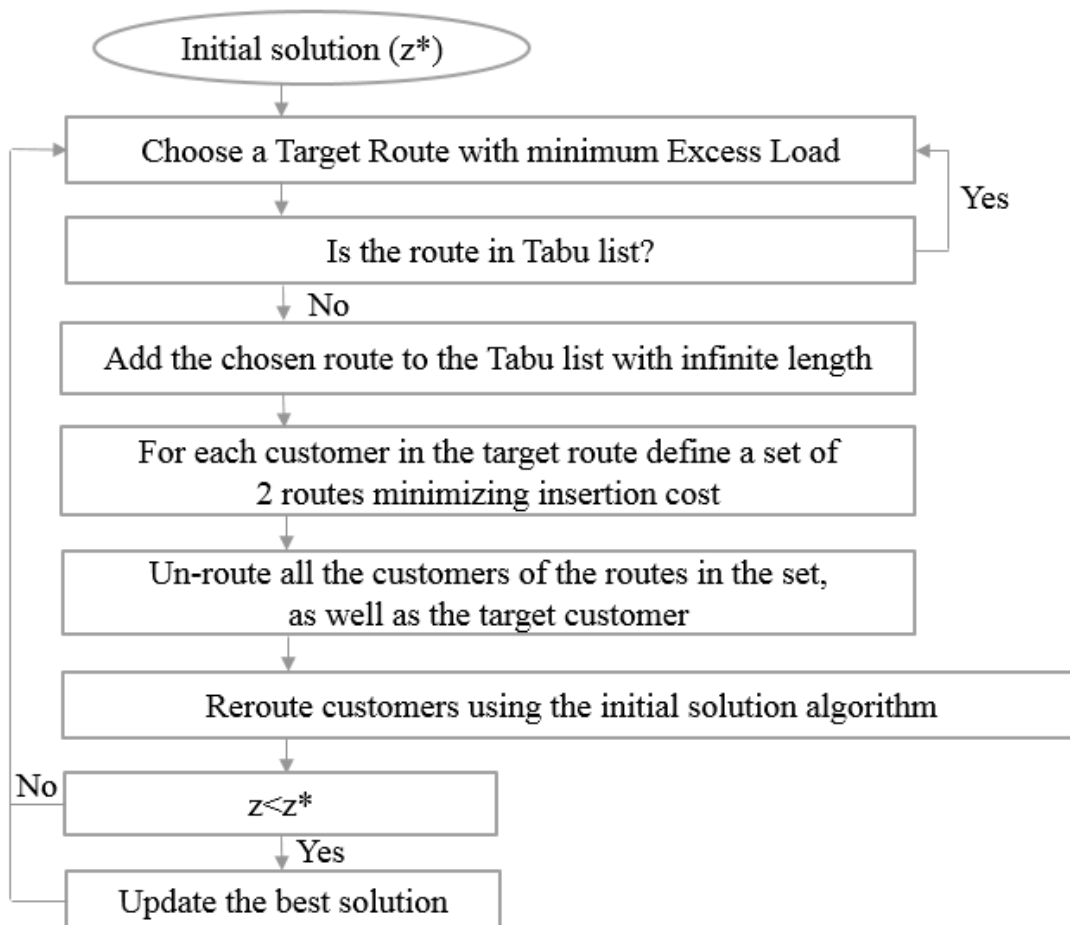 Initial solution (z*)
Choose a Target Route with minimum Excess Load
Yes
Is the route in Tabu list?
No
Add the chosen route to the Tabu list with infinite length
For each customer in the target route define a set of
2 routes minimizing insertion cost
Un-route all the customers of the routes in the set,
as well as the target customer
Reroute customers using the initial solution algorithm
No
z<z*
Yes
Update the best solution